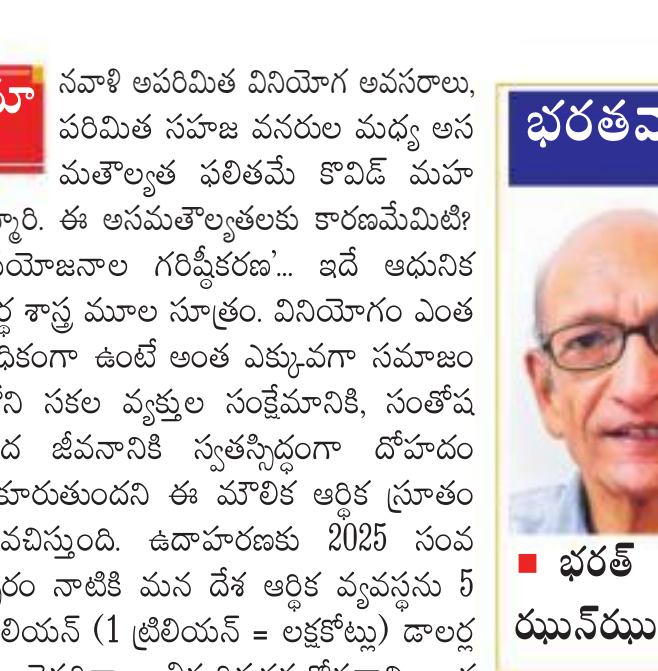 నవాళి అపరిమిత వినియోగ అవసరాలు,
పరిమిత సహజ వనరుల మధ్య అస
మతౌల్యత ఫలితమే కొవిడ్ మహ
మ్మారి. ఈ అసమతౌల్యతలకు కారణమేమిటి?
యోజనాల గరిష్ఠీకరణ'... ఇదే ఆధునిక
శాస్త్ర మూల సూత్రం. వినియోగం ఎంత
ధికంగా ఉంటే అంత ఎక్కువగా సమాజం
ని సకల వ్యక్తుల సంక్షేమానికి, సంతోష
ద జీవనానికి స్వతస్సిద్ధంగా దోహదం
కూరుతుందని ఈ మౌలిక ఆర్థిక స్రూతం
వచిస్తుంది. ఉదాహరణకు 2025 సంవ
రం నాటికి మన దేశ ఆర్థిక వ్యవస్థను 5
లియన్ (1 ట్రిలియన్ = లక్షకోట్లు) డాలర్ల
భరతవా
■ భరత్
ఝున్‌ఝు